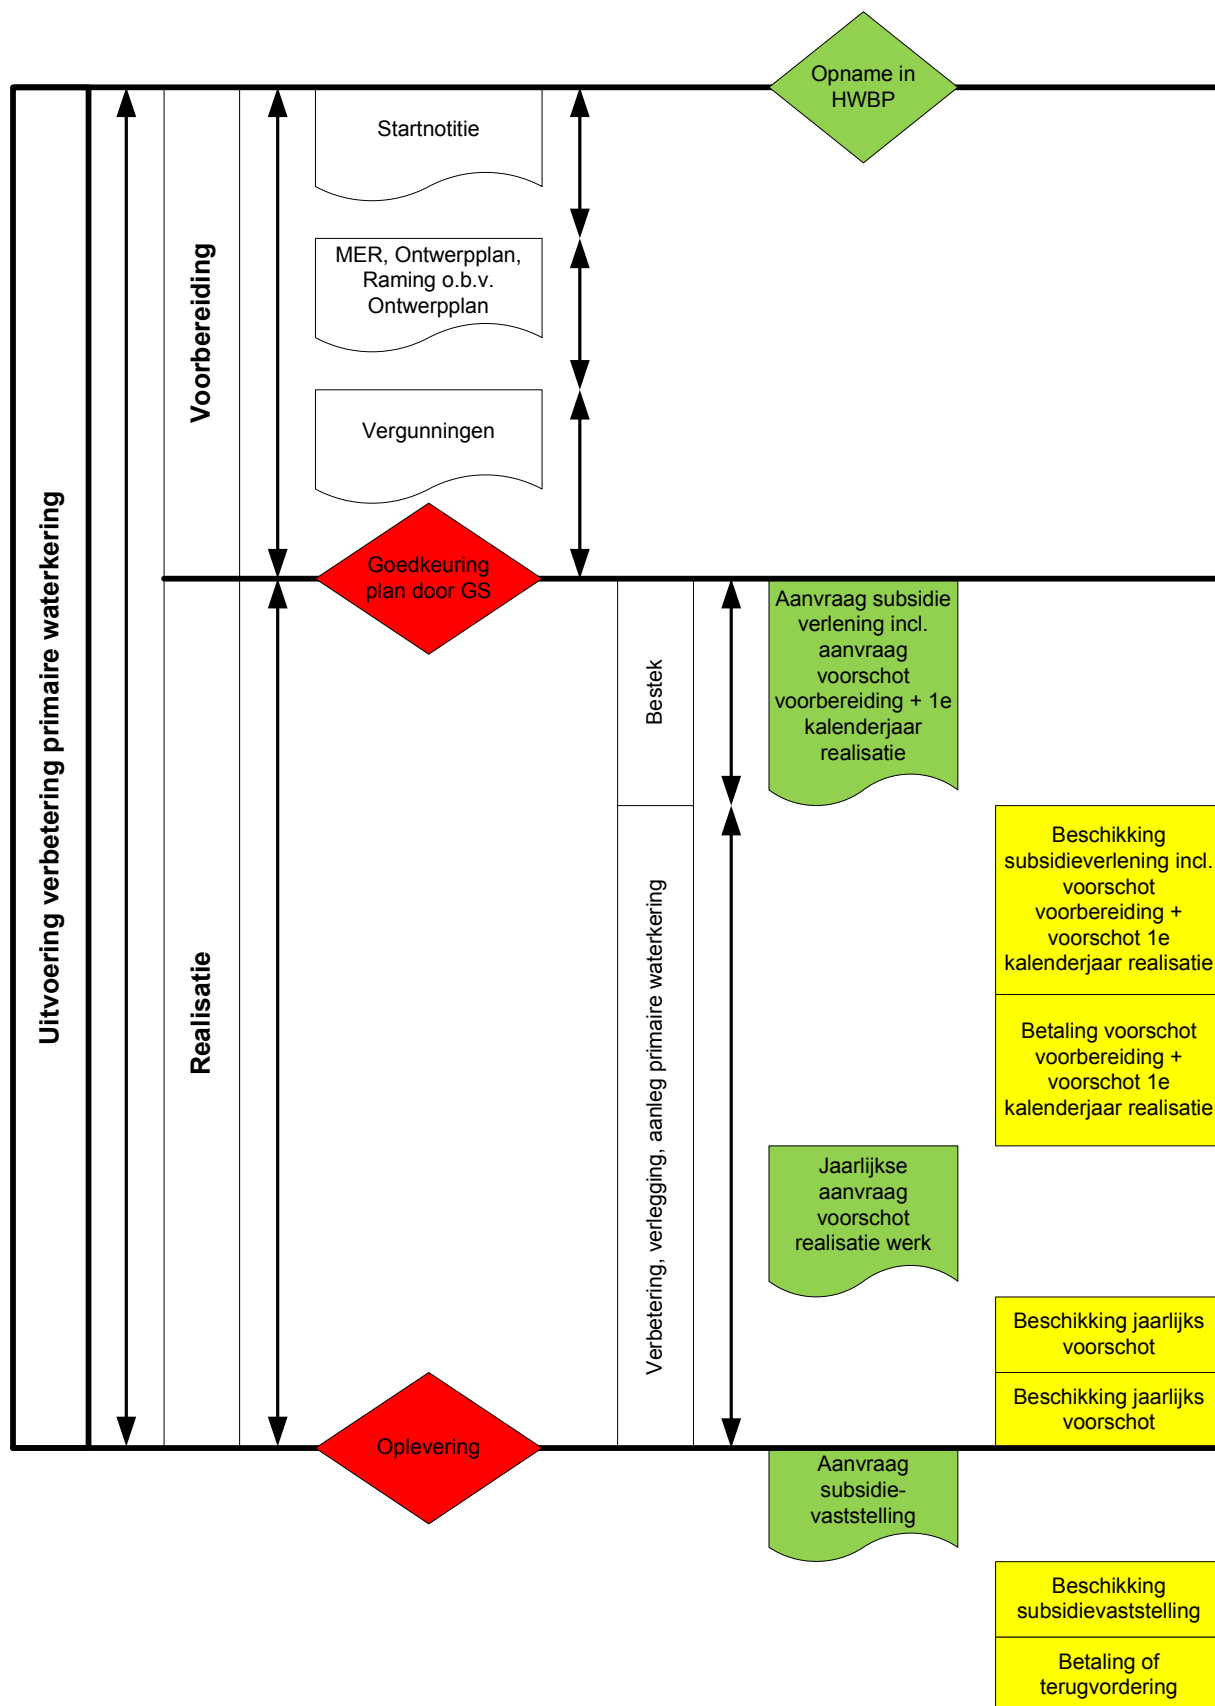 Opname in
HWBP
Uitvoering verbetering primaire waterkering
Voorbereiding
Startnotitie
MER, Ontwerpplan,
Raming o.b.v.
Ontwerpplan
Vergunningen
Goedkeuring
plan door GS
Realisatie
Bestek
Aanvraag subsidie
verlening incl.
aanvraag
voorschot
voorbereiding + 1e
kalenderjaar
realisatie
Verbetering, verlegging, aanleg primaire waterkering
Beschikking
subsidieverlening incl.
voorschot
voorbereiding +
voorschot 1e
kalenderjaar realisatie
Betaling voorschot
voorbereiding +
voorschot 1e
kalenderjaar realisatie
Jaarlijkse
aanvraag
voorschot
realisatie werk
Beschikking jaarlijks
voorschot
Beschikking jaarlijks
voorschot
Oplevering
Aanvraag
subsidie-
vaststelling
Beschikking
subsidievaststelling
Betaling of
terugvordering